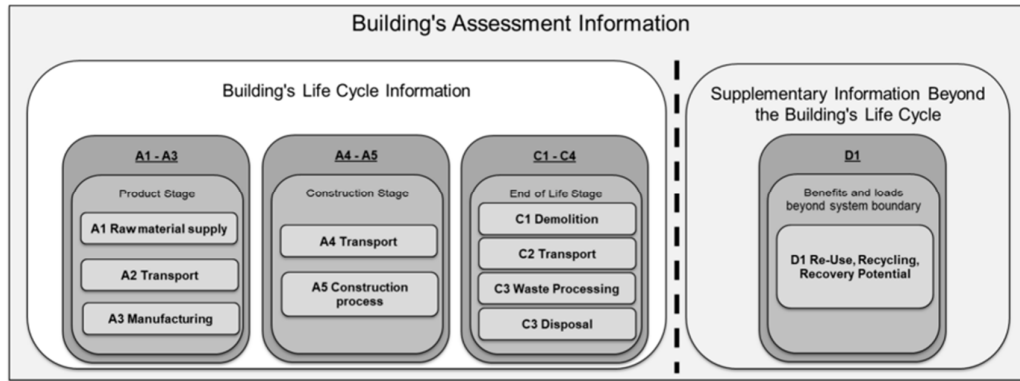 Building's Assessment Information
Building's Life Cycle Information
A1 - A3
Product Stage
A1 Raw material supply
A2 Transport
A3 Manufacturing
A4 - A5
Construction Stage
A4 Transport
A5 Construction
process
C1 - C4
End of Life Stage
C1 Demolition
C2 Transport
C3 Waste Processing
C3 Disposal
Supplementary Information Beyond
the Building's Life Cycle
D1
Benefits and loads
beyond system boundary
D1 Re-Use, Recycling,
Recovery Potential